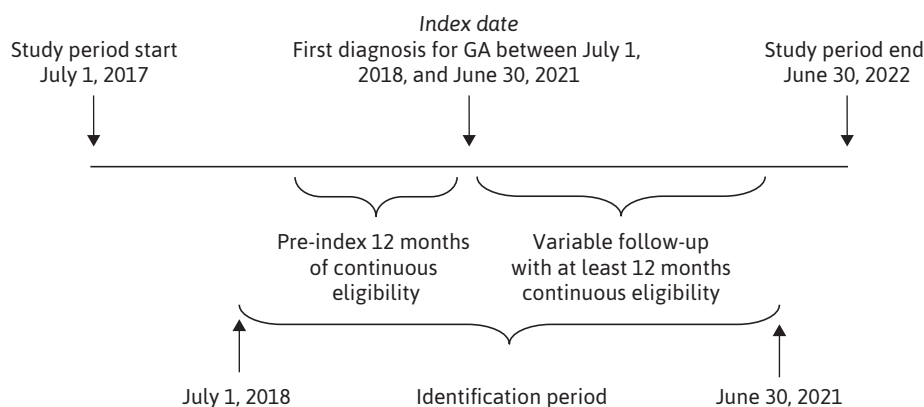 Index date
Study period start
July 1, 2017
First diagnosis for GA between July 1,
2018, and June 30, 2021
Study period end
June 30, 2022
Pre-index 12 months
of continuous
eligibility
Variable follow-up
with at least 12 months
continuous eligibility
July 1, 2018
Identification period
June 30, 2021